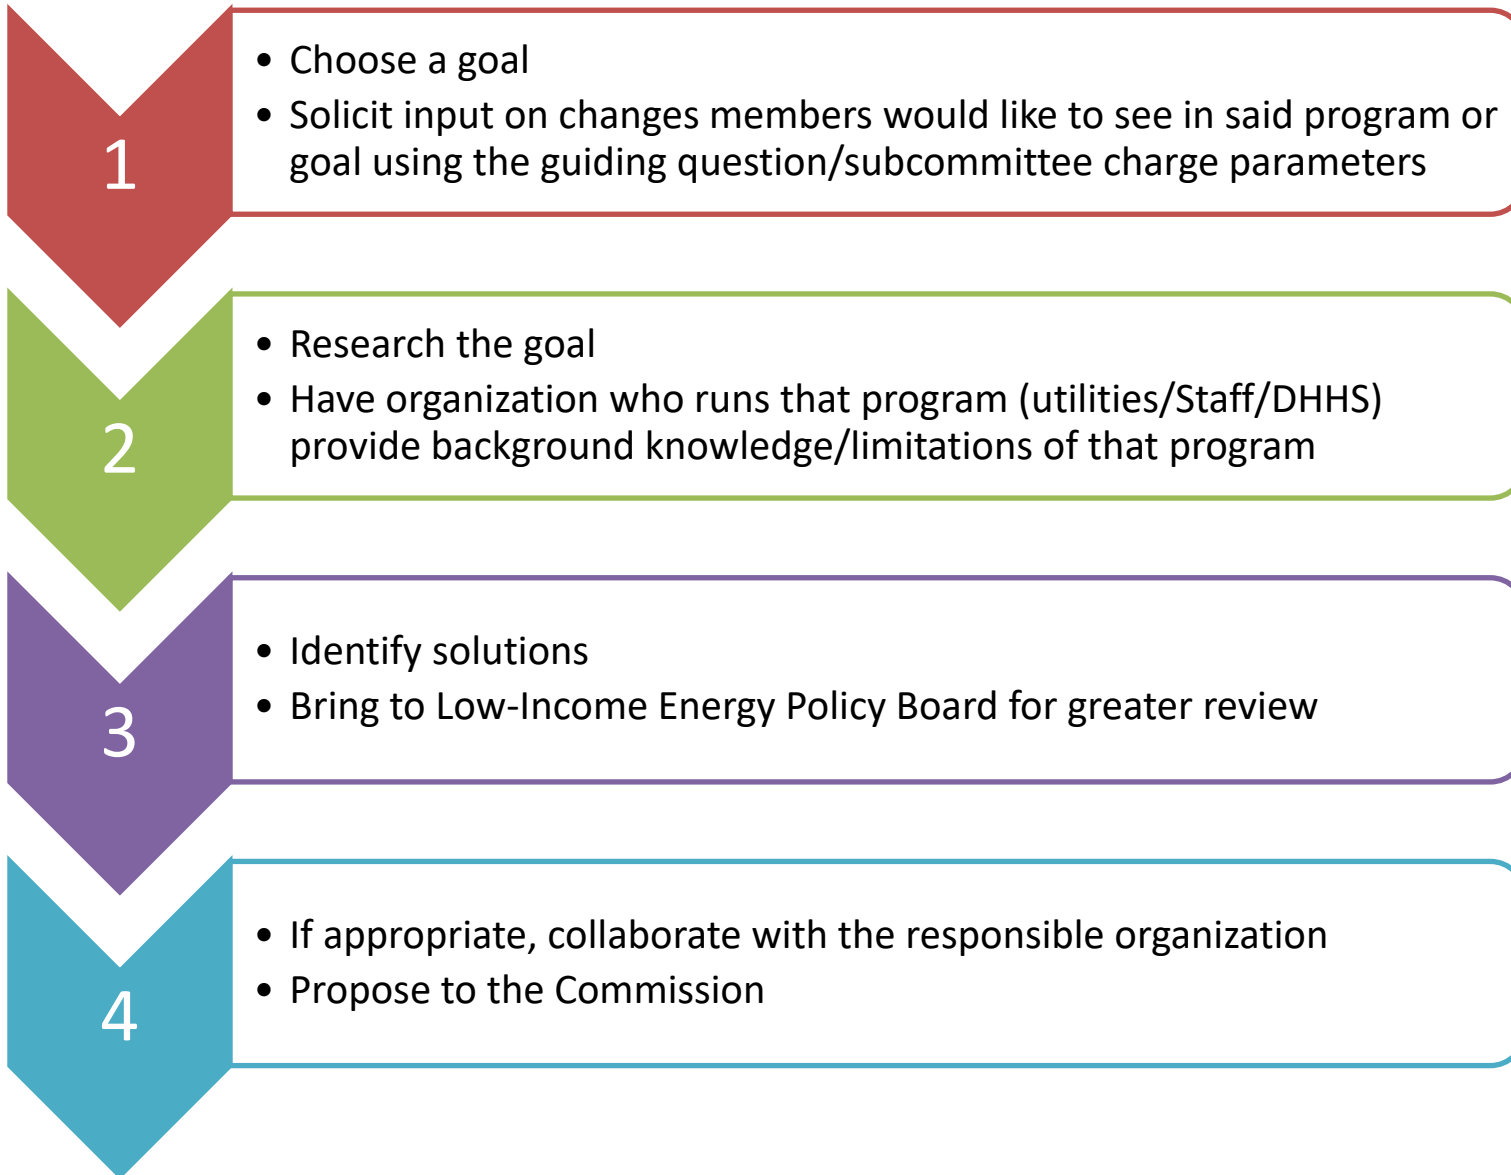 1
• Choose a goal
• Solicit input on changes members would like to see in said program or
goal using the guiding question/subcommittee charge parameters
2
• Research the goal
• Have organization who runs that program (utilities/Staff/DHHS)
provide background knowledge/limitations of that program
3
• Identify solutions
• Bring to Low-Income Energy Policy Board for greater review
4
• If appropriate, collaborate with the responsible organization
• Propose to the Commission